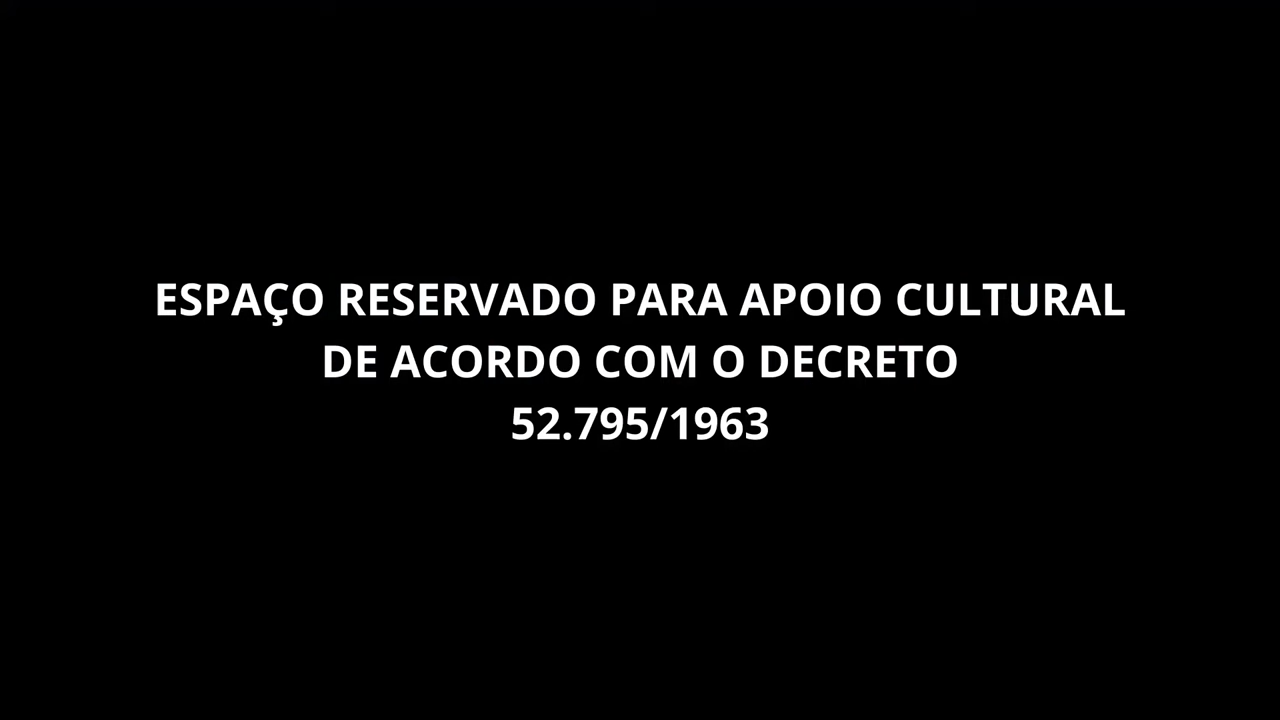 ESPAÇO RESERVADO PARA APOIO CULTURAL
DE ACORDO COM O DECRETO
52.795/1963